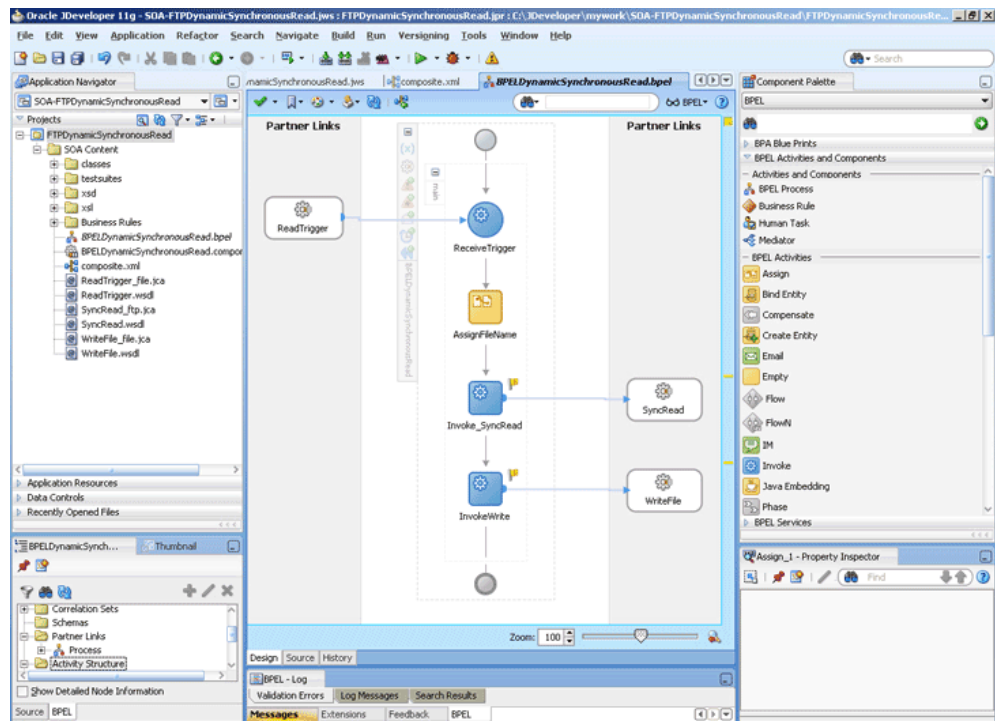 Oracle JDeveloper 11g - SOA-FTPDynamicSynchronousRead.jws : FTPDynamicSynchronousRead.jpr : C:\JDeveloper\mywork\SOA-FTPDynamicSynchronousRead\FTPDynamicSynchronousRe...
File Edit View Application Refactor Search Navigate Build Run Versioning Tools Window Help
Search
Application Navigator
SOA-FTPDynamicSynchronousRead
Projects
FTPDynamicSynchronousRead
SOA Content
classes
testsuites
xsd
xsl
Business Rules
BPELDynamicSynchronousRead.bpel
BPELDynamicSynchronousRead.compor
composite.xml
ReadTrigger_file.jca
ReadTrigger.wsdl
SyncRead_ftp.jca
SyncRead.wsdl
WriteFile_file.jca
WriteFile.wsdl
Application Resources
Data Controls
Recently Opened Files
BPELDynamicSynch...
Thumbnail
Correlation Sets
Schemas
Partner Links
Process
Activity Structure
Show Detailed Node Information
Source BPEL
namicSynchronousRead.jws
composite.xml
BPELDynamicSynchronousRead.bpel
BPEL
Partner Links
Partner Links
main
BPELDynamicSynchronousRead
ReadTrigger
ReceiveTrigger
AssignFileName
Invoke_SyncRead
SyncRead
InvokeWrite
WriteFile
Zoom: 100
Design Source History
BPEL - Log
Validation Errors Log Messages Search Results
Messages Extensions Feedback BPEL
Component Palette
BPEL
BPA Blue Prints
BPEL Activities and Components
Activities and Components
BPEL Process
Business Rule
Human Task
Mediator
BPEL Activities
Assign
Bind Entity
Compensate
Create Entity
Email
Empty
Flow
FlowN
IM
Invoke
Java Embedding
Phase
BPEL Services
Assign_1 - Property Inspector
Find